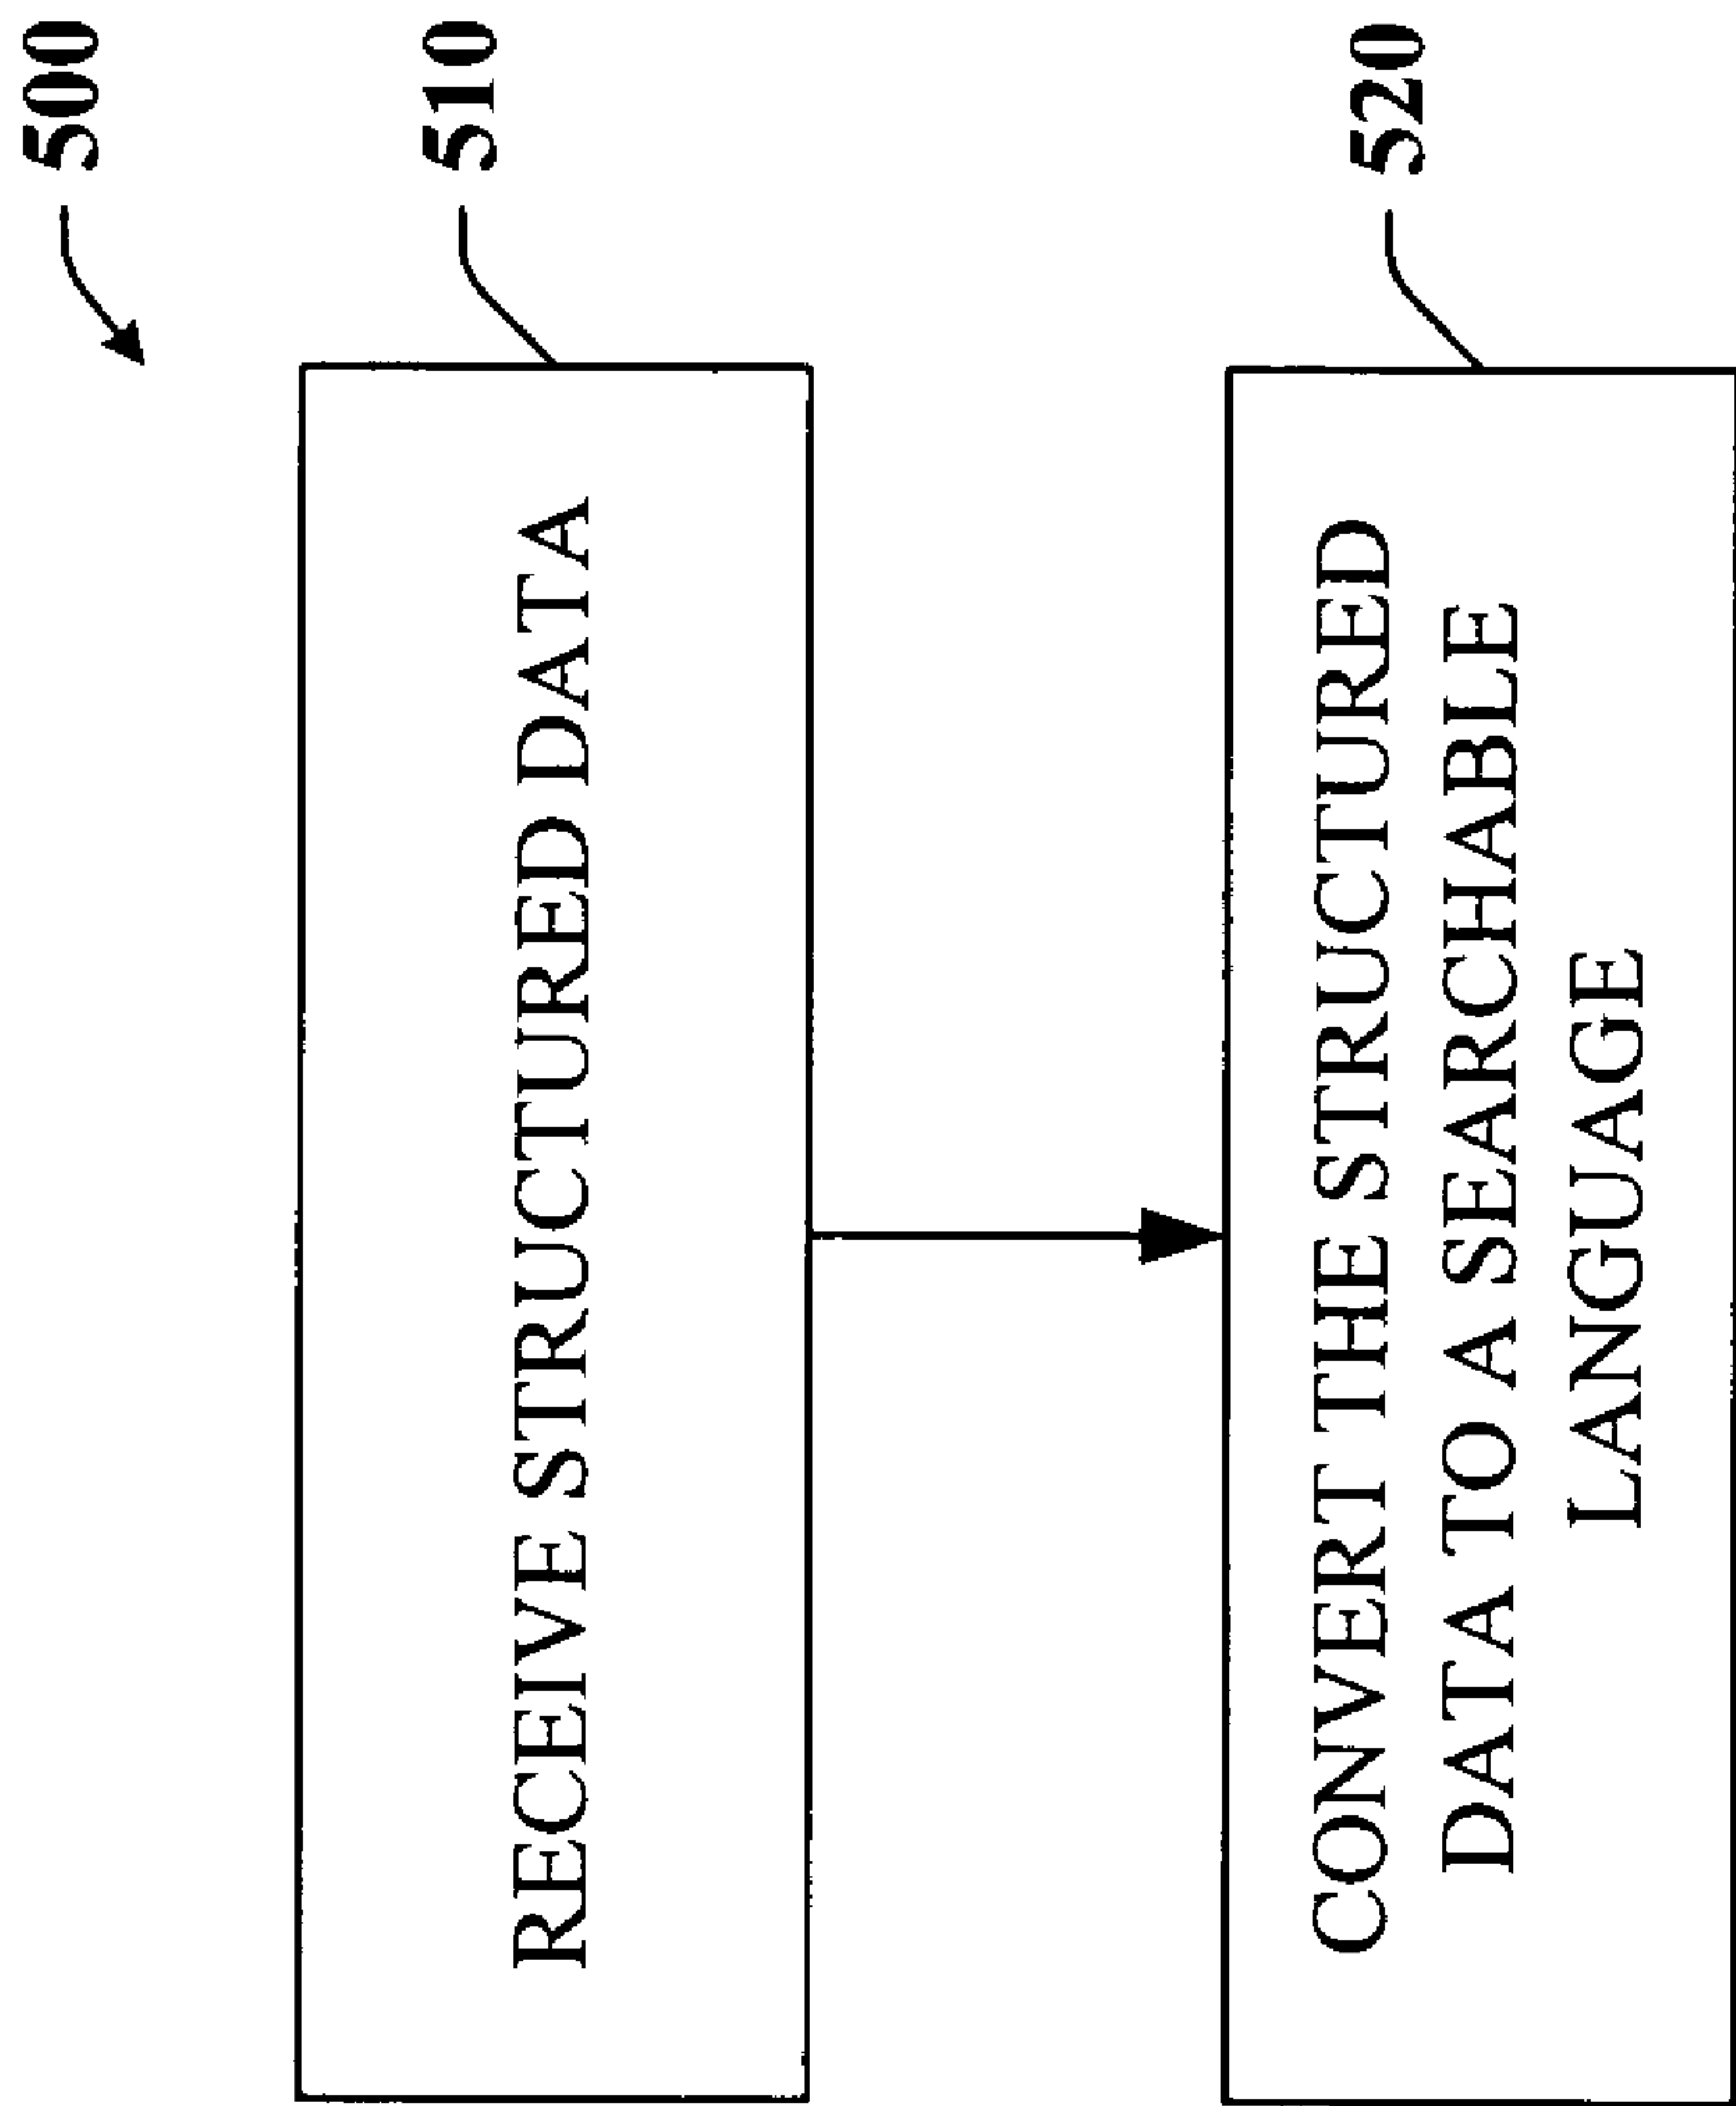 500
510
RECEIVE STRUCTURED DATA
520
CONVERT THE STRUCTURED
DATA TO A SEARCHABLE
LANGUAGE